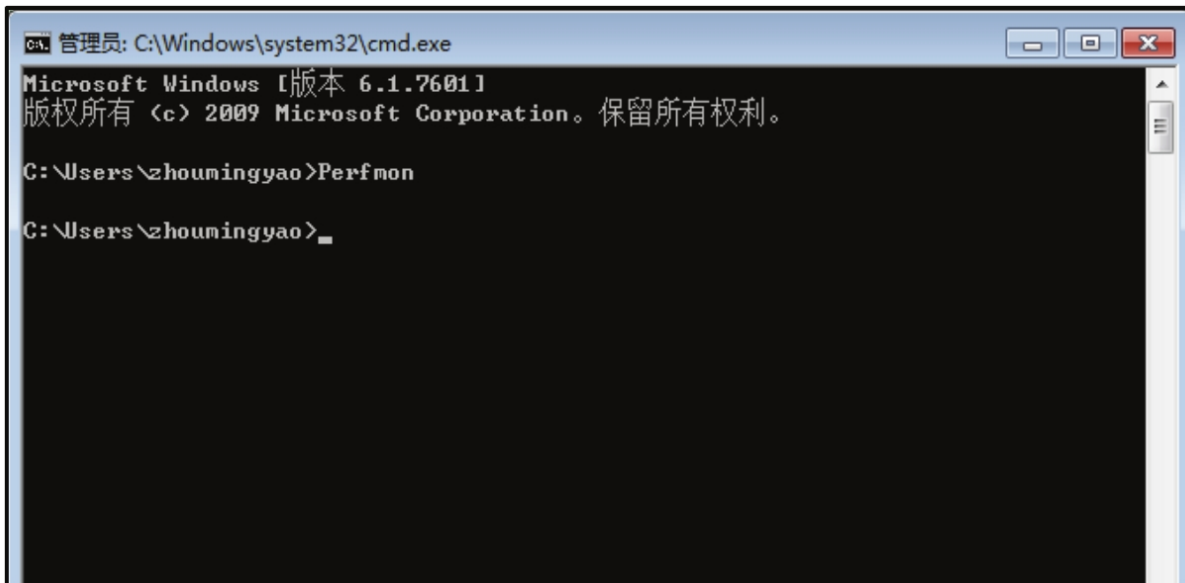 管理员: C:\Windows\system32\cmd.exe
Microsoft Windows [版本 6.1.7601]
版权所有 (c) 2009 Microsoft Corporation。保留所有权利。
C:\Users\zhoumingyao>Perfmon
C:\Users\zhoumingyao>_